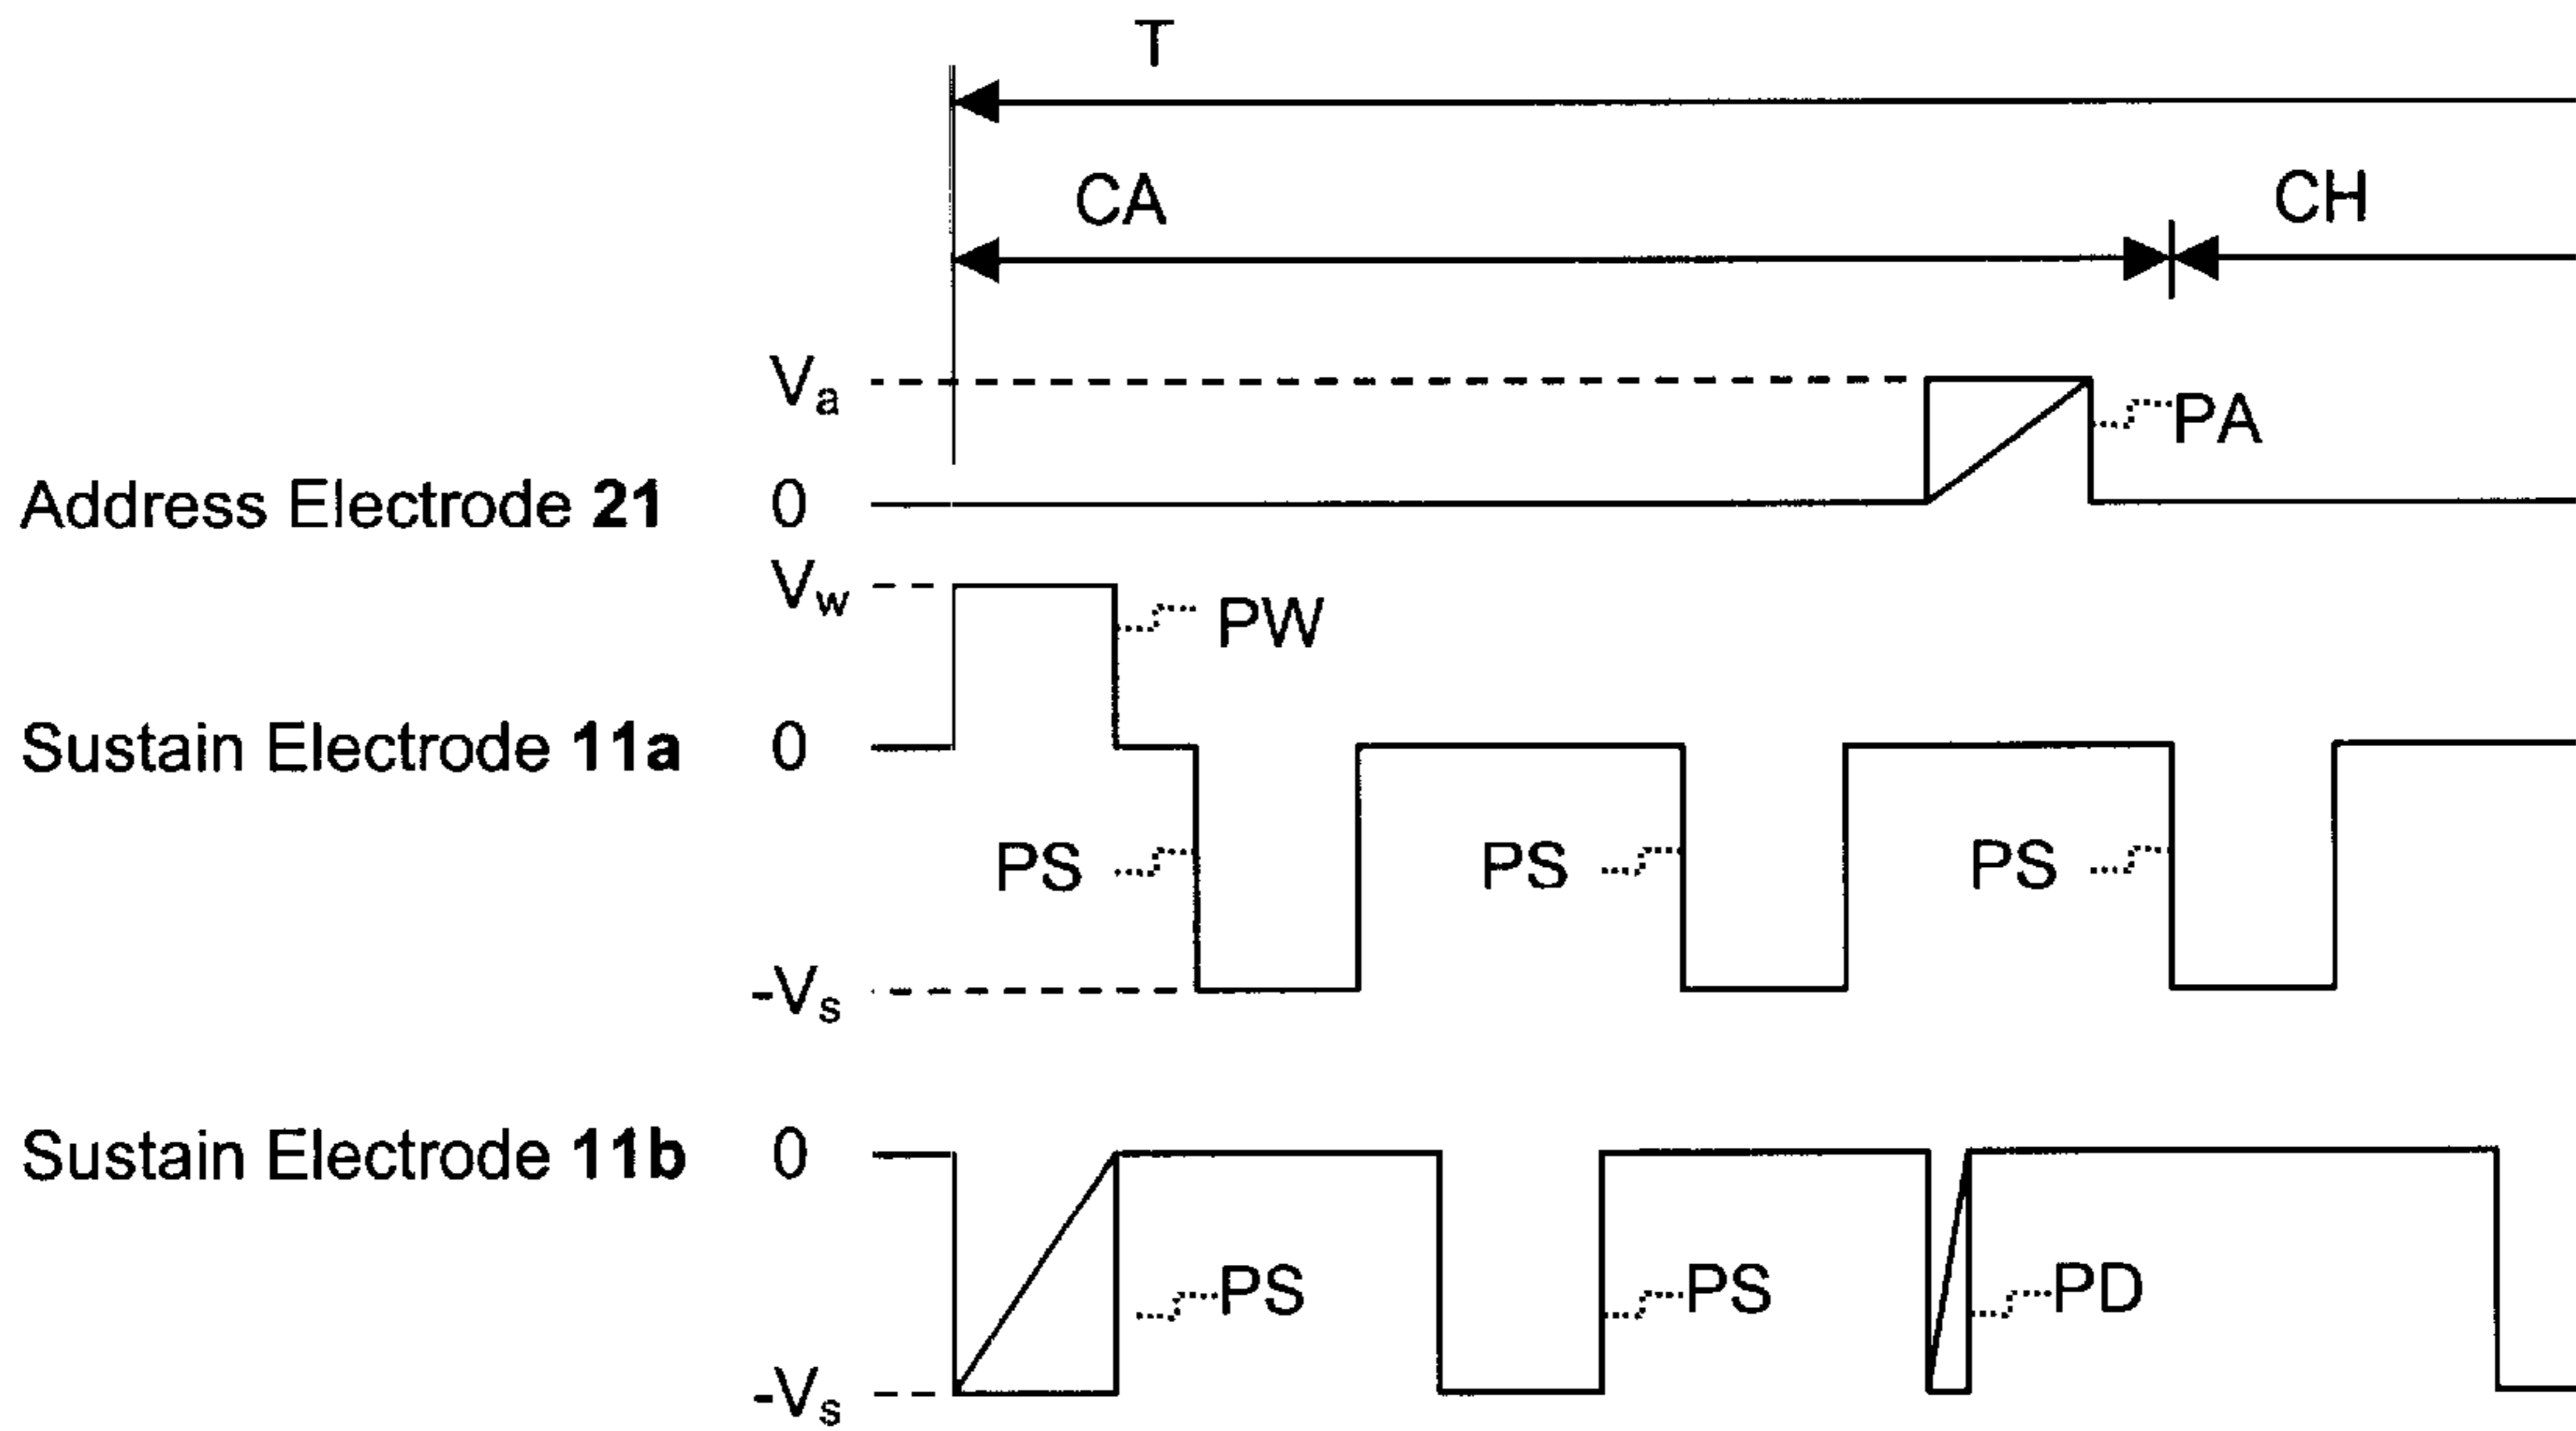 T
CA
CH
Va
PA
Address Electrode 21 0
Vw
PW
Sustain Electrode 11a 0
PS PS PS
-Vs
Sustain Electrode 11b 0
PS PS PD
-Vs